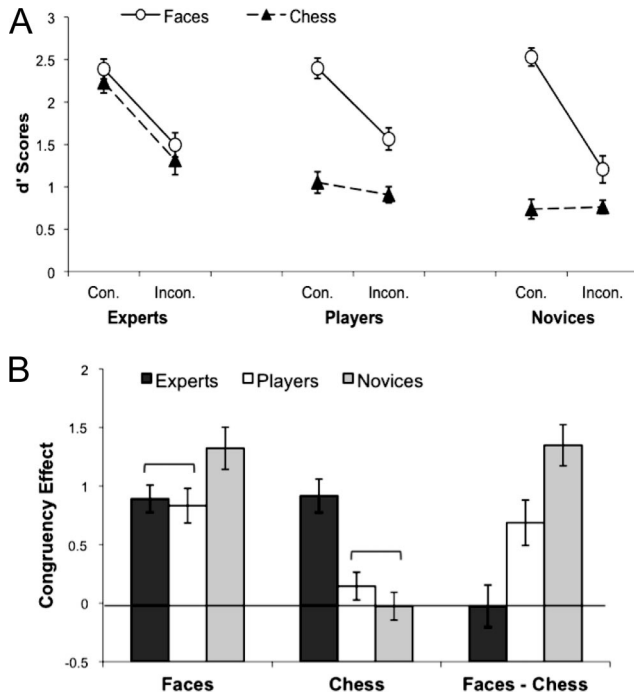 A
Faces Chess
3
2.5
2
1.5
1
0.5
0
d' Scores
Con. Incon. Con. Incon. Con. Incon.
Experts Players Novices
B
Experts Players Novices
2
1.5
1
0.5
0
-0.5
Congruency Effect
Faces Chess Faces - Chess